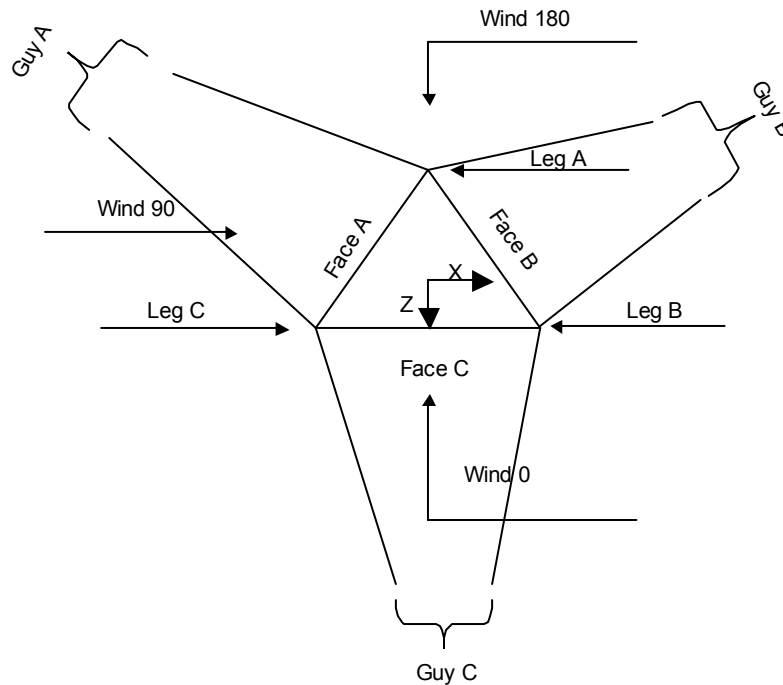 Wind 180
Guy A
Guy
Leg A
Wind 90
Face A
Face B
X
Z
Leg C
Leg B
Face C
Wind 0
Guy C